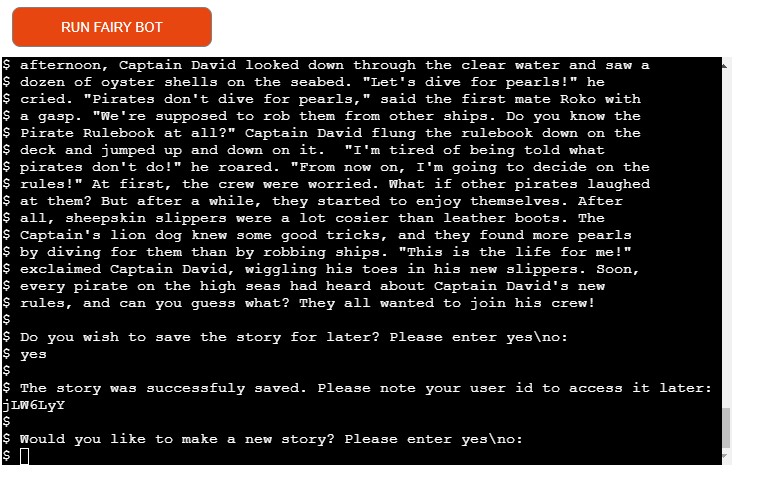 RUN FAIRY BOT
$ afternoon, Captain David looked down through the clear water and saw a
$ dozen of oyster shells on the seabed. "Let's dive for pearls!" he
$ cried. "Pirates don't dive for pearls," said the first mate Roko with
$ a gasp. "We're supposed to rob them from other ships. Do you know the
$ Pirate Rulebook at all?" Captain David flung the rulebook down on the
$ deck and jumped up and down on it.  "I'm tired of being told what
$ pirates don't do!" he roared. "From now on, I'm going to decide on the
$ rules!" At first, the crew were worried. What if other pirates laughed
$ at them? But after a while, they started to enjoy themselves. After
$ all, sheepskin slippers were a lot cosier than leather boots. The
$ Captain's lion dog knew some good tricks, and they found more pearls
$ by diving for them than by robbing ships. "This is the life for me!"
$ exclaimed Captain David, wiggling his toes in his new slippers. Soon,
$ every pirate on the high seas had heard about Captain David's new
$ rules, and can you guess what? They all wanted to join his crew!
$
$ Do you wish to save the story for later? Please enter yes\no:
$ yes
$
$ The story was successfuly saved. Please note your user id to access it later:
jLW6LyY
$
$ Would you like to make a new story? Please enter yes\no:
$